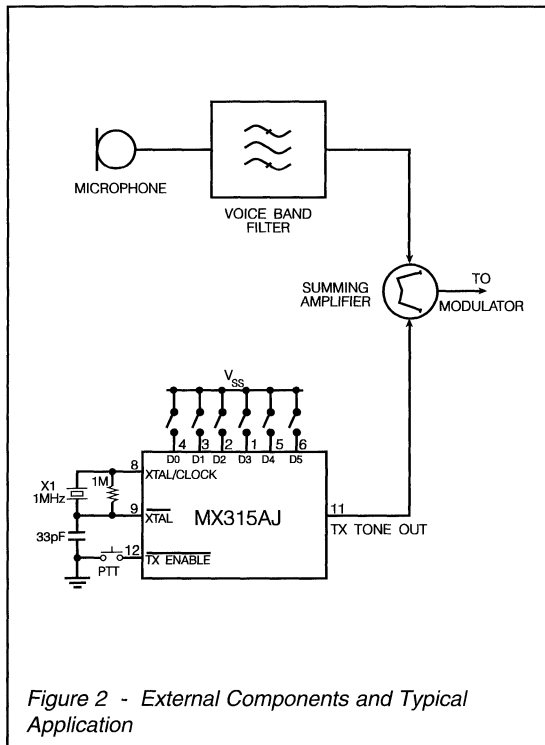 MICROPHONE
VOICE BAND
FILTER
SUMMING
AMPLIFIER
TO
MODULATOR
VSS
4 3 2 1 5 6
D0 D1 D2 D3 D4 D5
8
XTAL/CLOCK
X1
1MHz
1M
MX315AJ
9
XTAL
11
TX TONE OUT
33pF
12
TX ENABLE
PTT
Figure 2 - External Components and Typical
Application